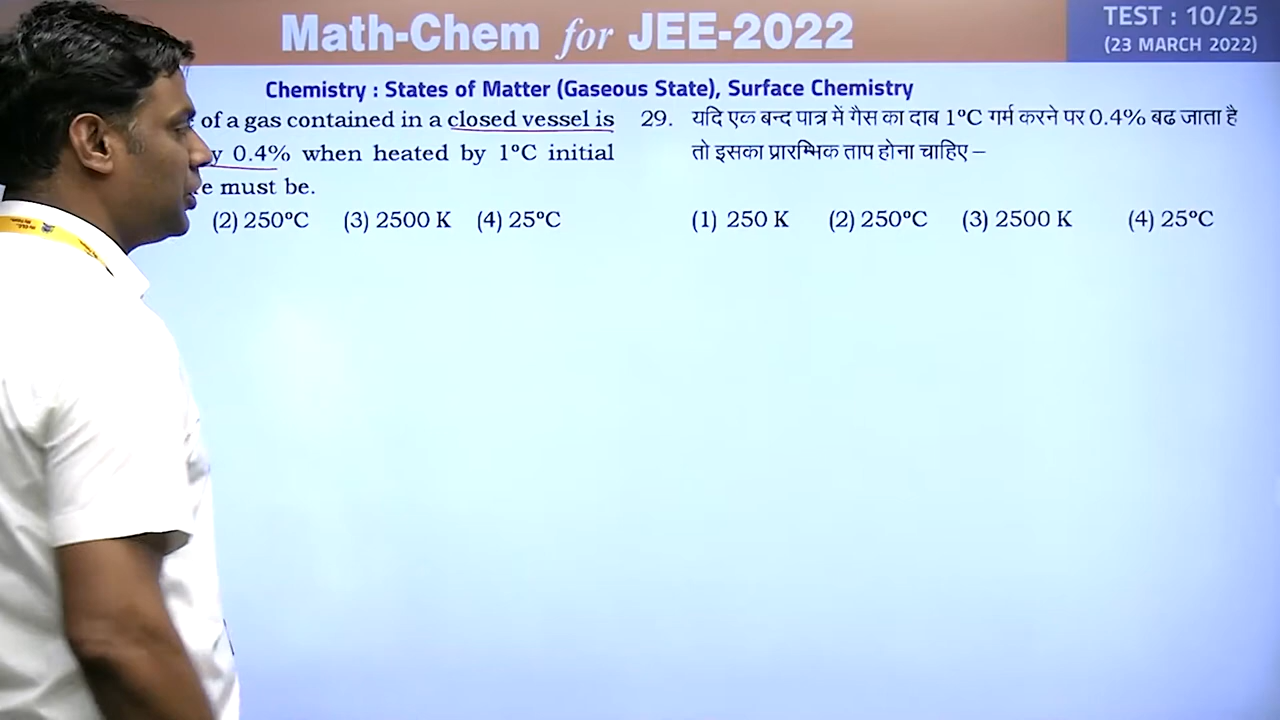 Math-Chem for JEE-2022
TEST : 10/25
(23 MARCH 2022)
Chemistry : States of Matter (Gaseous State), Surface Chemistry
of a gas contained in a closed vessel is
y 0.4% when heated by 1°C initial
e must be.
(2) 250°C (3) 2500 K (4) 25°C
29. यदि एक बन्द पात्र में गैस का दाब 1°C गर्म करने पर 0.4% बढ जाता है
तो इसका प्रारम्भिक ताप होना चाहिए –
(1) 250 K (2) 250°C (3) 2500 K (4) 25°C